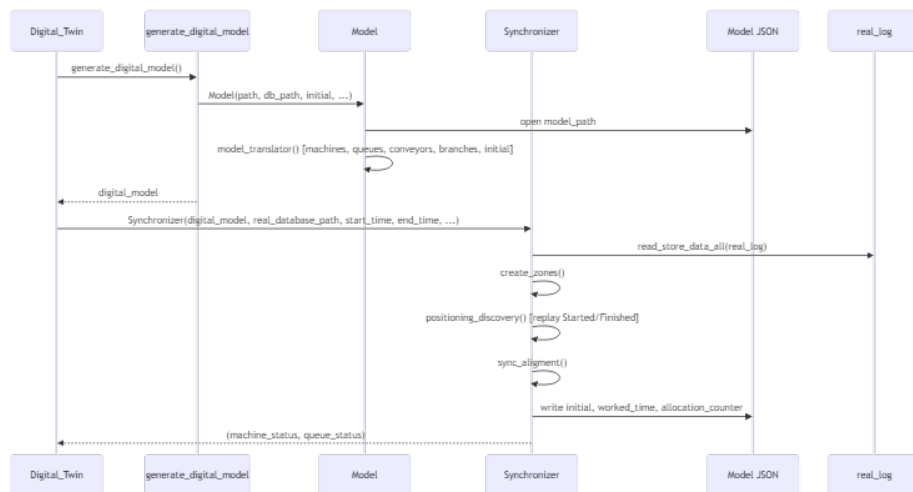 Digital_Twin generate_digital_model Model Synchronizer Model JSON real_log
generate_digital_model()
Model(path, db_path, initial, ...)
open model_path
model_translator() [machines, queues, conveyors, branches, initial]
digital_model
Synchronizer(digital_model, real_database_path, start_time, end_time, ...)
read_store_data_all(real_log)
create_zones()
positioning_discovery() [replay Started/Finished]
sync_aligment()
write initial, worked_time, allocation_counter
(machine_status, queue_status)
Digital_Twin generate_digital_model Model Synchronizer Model JSON real_log